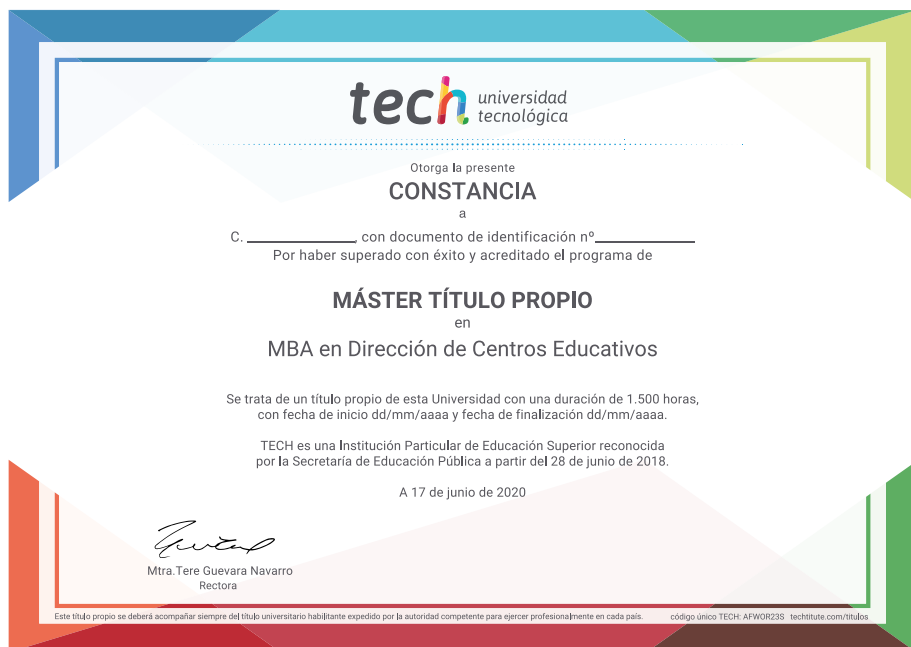 tech universidad
tecnológica
Otorga la presente
CONSTANCIA
a
C. ______________, con documento de identificación nº_____________
Por haber superado con éxito y acreditado el programa de
MÁSTER TÍTULO PROPIO
en
MBA en Dirección de Centros Educativos
Se trata de un título propio de esta Universidad con una duración de 1.500 horas,
con fecha de inicio dd/mm/aaaa y fecha de finalización dd/mm/aaaa.
TECH es una Institución Particular de Educación Superior reconocida
por la Secretaría de Educación Pública a partir del 28 de junio de 2018.
A 17 de junio de 2020
Mtra.Tere Guevara Navarro
Rectora
Este título propio se deberá acompañar siempre del título universitario habilitante expedido por la autoridad competente para ejercer profesionalmente en cada país. código único TECH: AFWOR23S techtitute.com/titulos